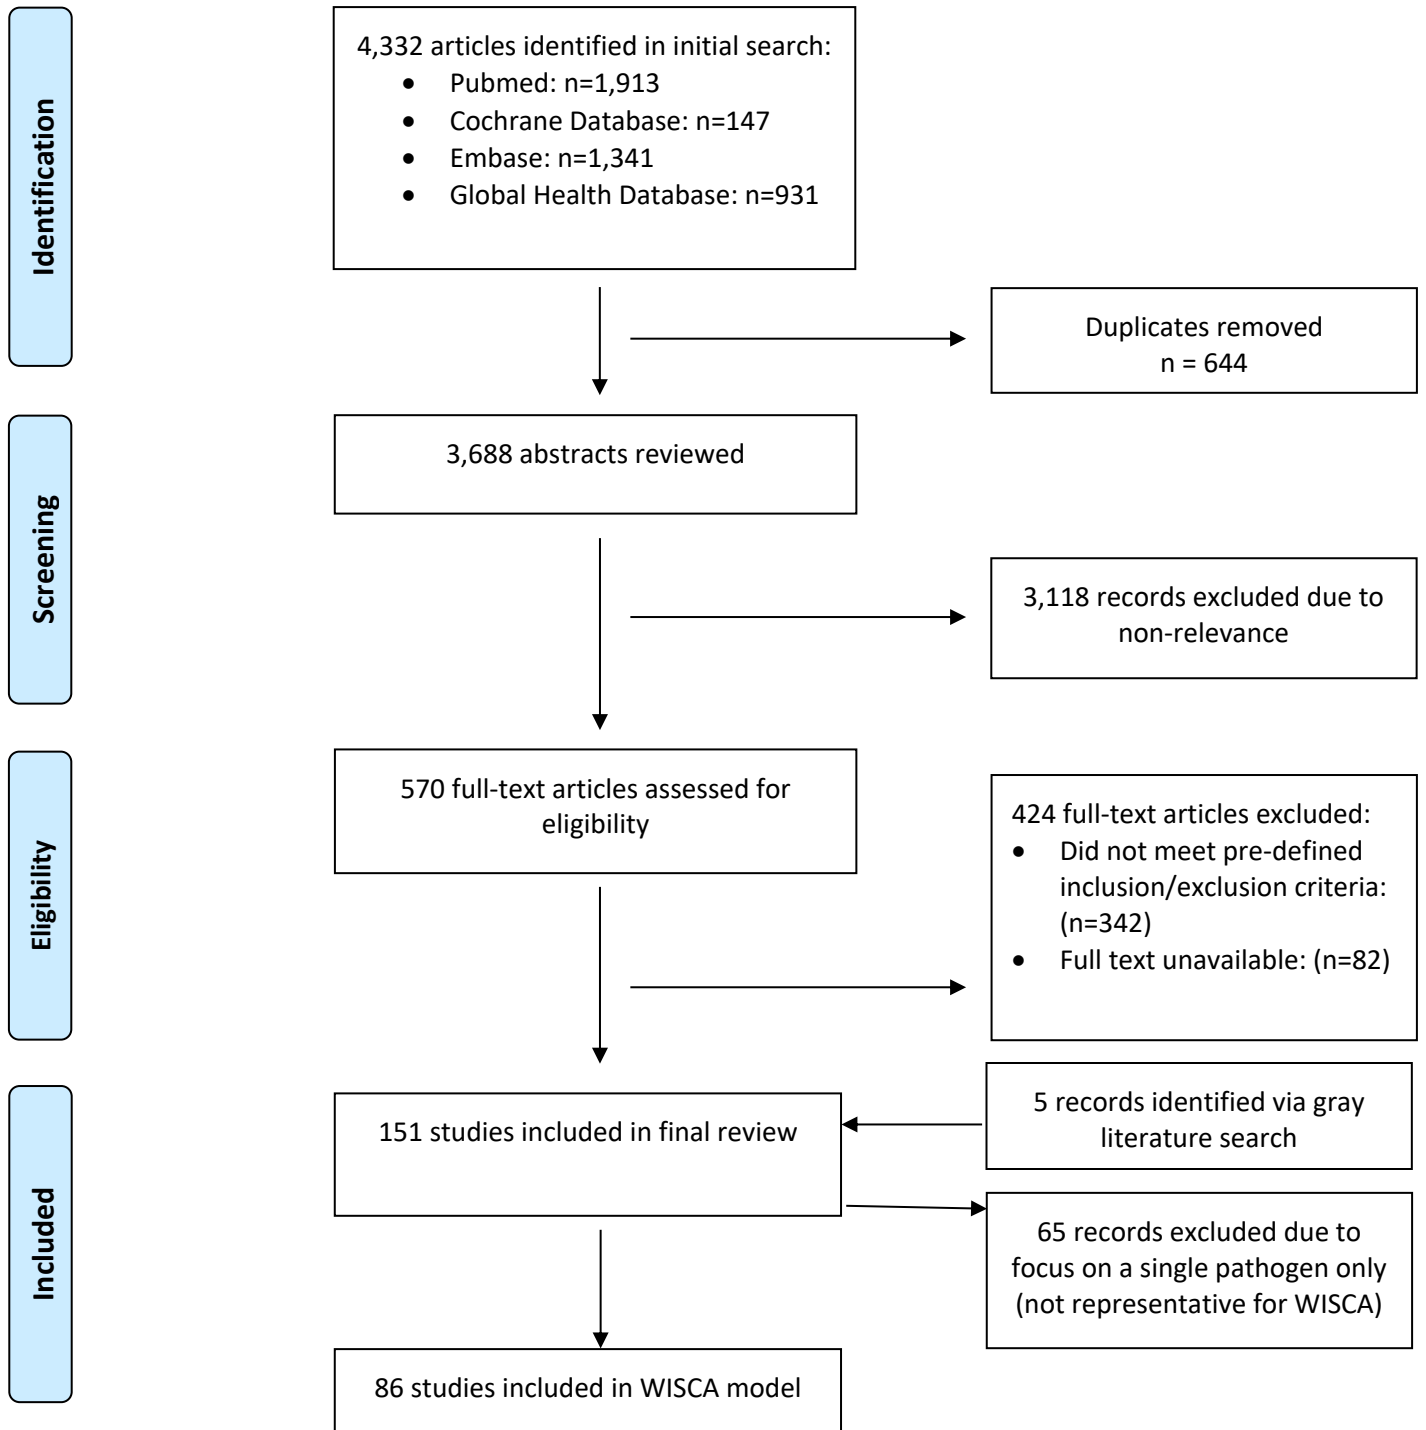 Identification
4,332 articles identified in initial search:
• Pubmed: n=1,913
• Cochrane Database: n=147
• Embase: n=1,341
• Global Health Database: n=931
Duplicates removed
n = 644
Screening
3,688 abstracts reviewed
3,118 records excluded due to
non-relevance
Eligibility
570 full-text articles assessed for
eligibility
424 full-text articles excluded:
• Did not meet pre-defined
inclusion/exclusion criteria:
(n=342)
• Full text unavailable: (n=82)
Included
151 studies included in final review
5 records identified via gray
literature search
65 records excluded due to
focus on a single pathogen only
(not representative for WISCA)
86 studies included in WISCA model